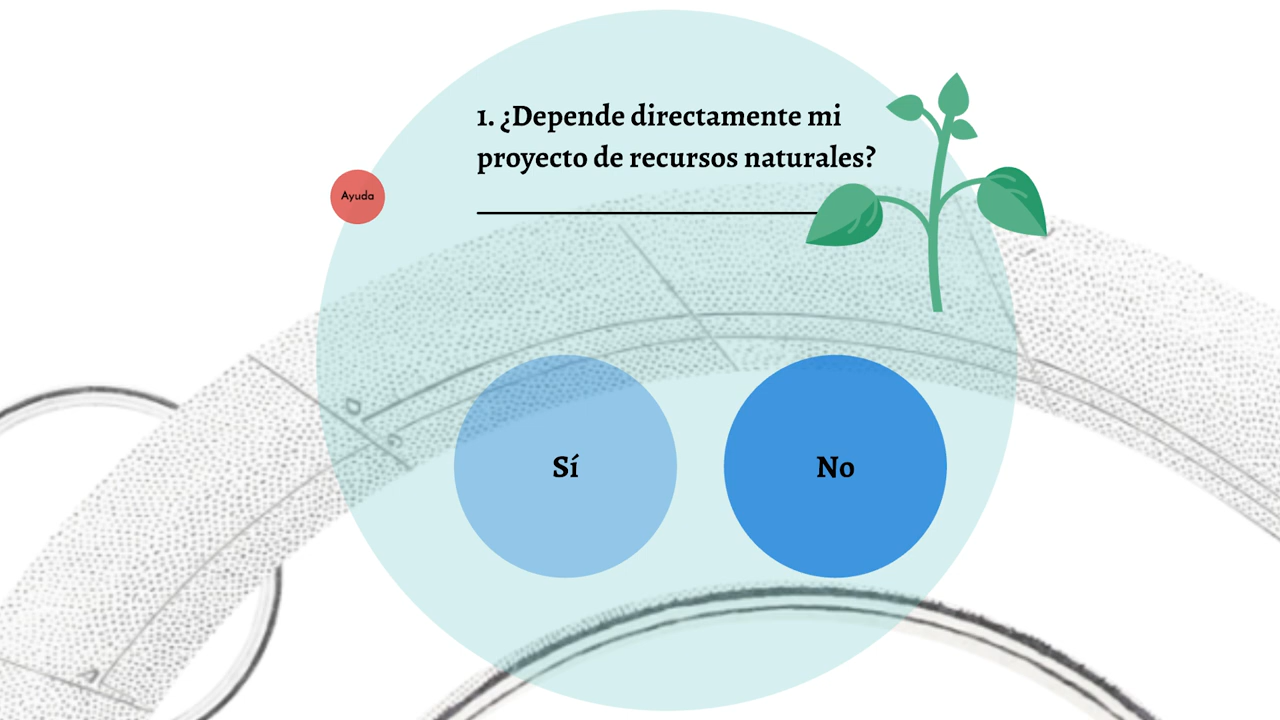 1. ¿Depende directamente mi
proyecto de recursos naturales?
Ayuda
Sí
No
D
A